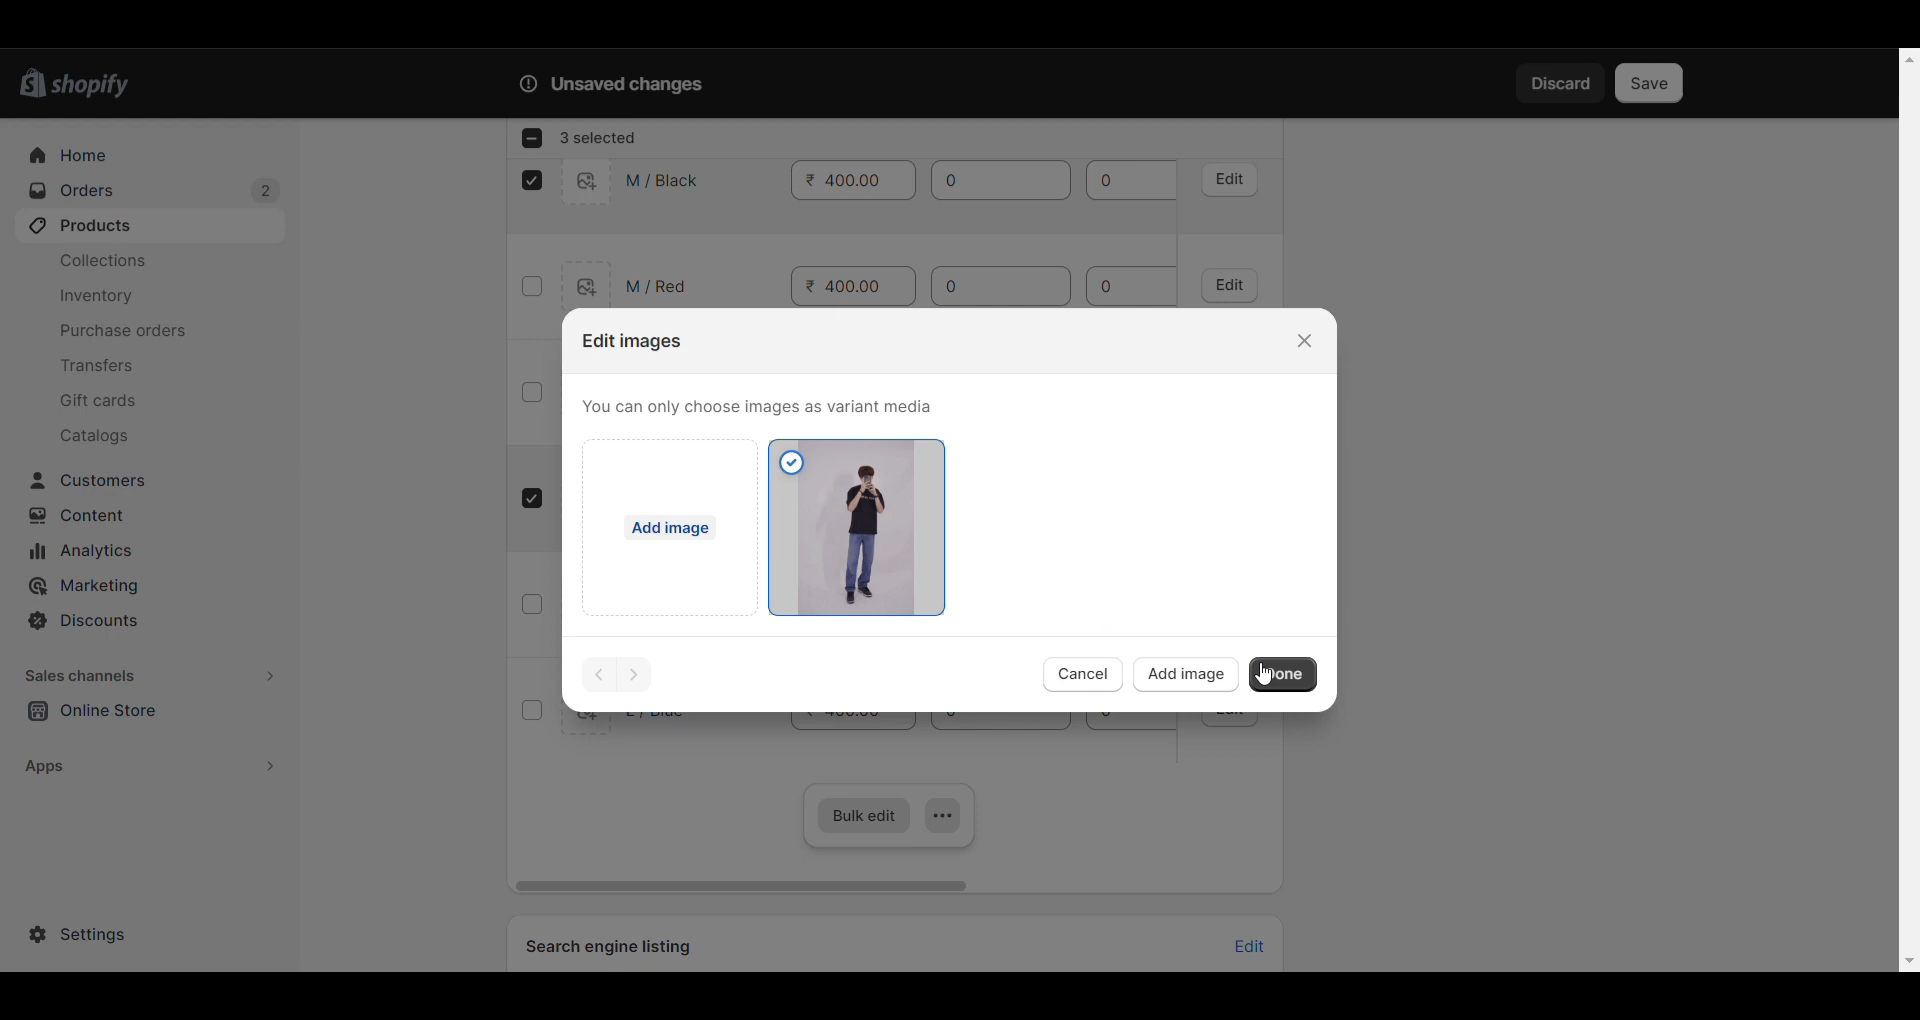 shopify
Unsaved changes
Discard
Save
Home
Orders
2
Products
Collections
Inventory
Purchase orders
Transfers
Gift cards
Catalogs
Customers
Content
Analytics
Marketing
Discounts
Sales channels
Online Store
Apps
Settings
3 selected
M / Black
₹ 400.00
0
0
Edit
M / Red
₹ 400.00
0
0
Edit
Edit images
You can only choose images as variant media
Add image
Cancel
Add image
Done
L / Blue
Bulk edit
Search engine listing
Edit